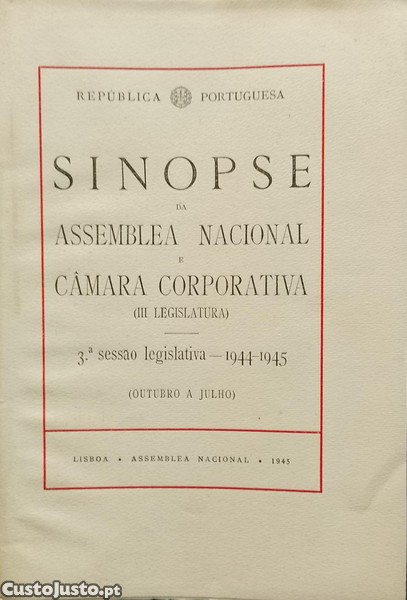 REPÚBLICA PORTUGUESA
SINOPSE
DA
ASSEMBLEA NACIONAL
E
CÂMARA CORPORATIVA
(III LEGISLATURA)
3.ª sessão legislativa — 1944-1945
(OUTUBRO A JULHO)
LISBOA • ASSEMBLEA NACIONAL • 1945
CustoJusto.pt